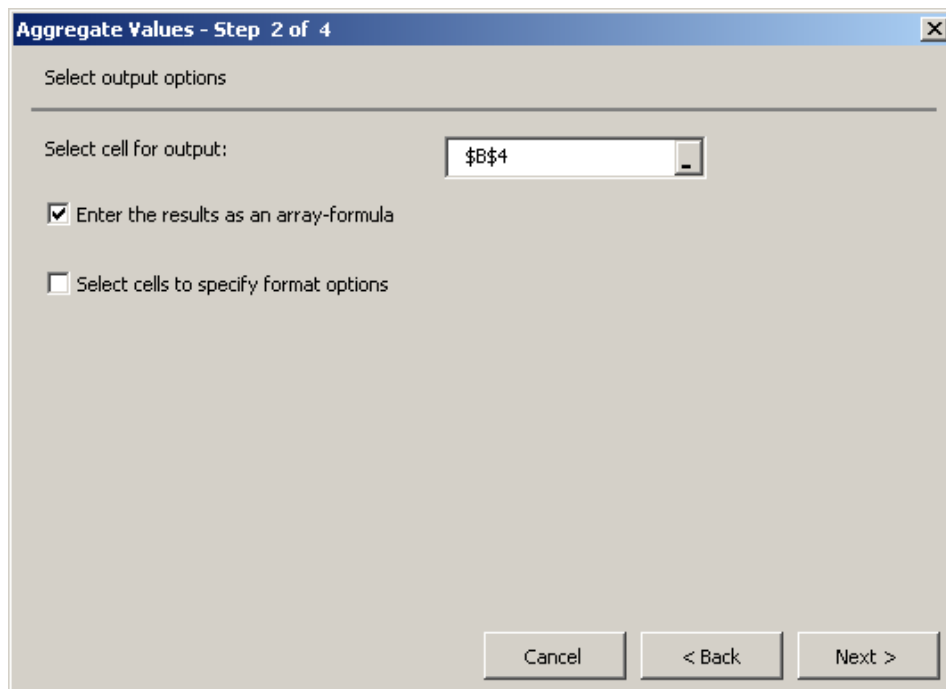 Aggregate Values - Step 2 of 4
Select output options
Select cell for output:
$B$4
Enter the results as an array-formula
Select cells to specify format options
Cancel
< Back
Next >